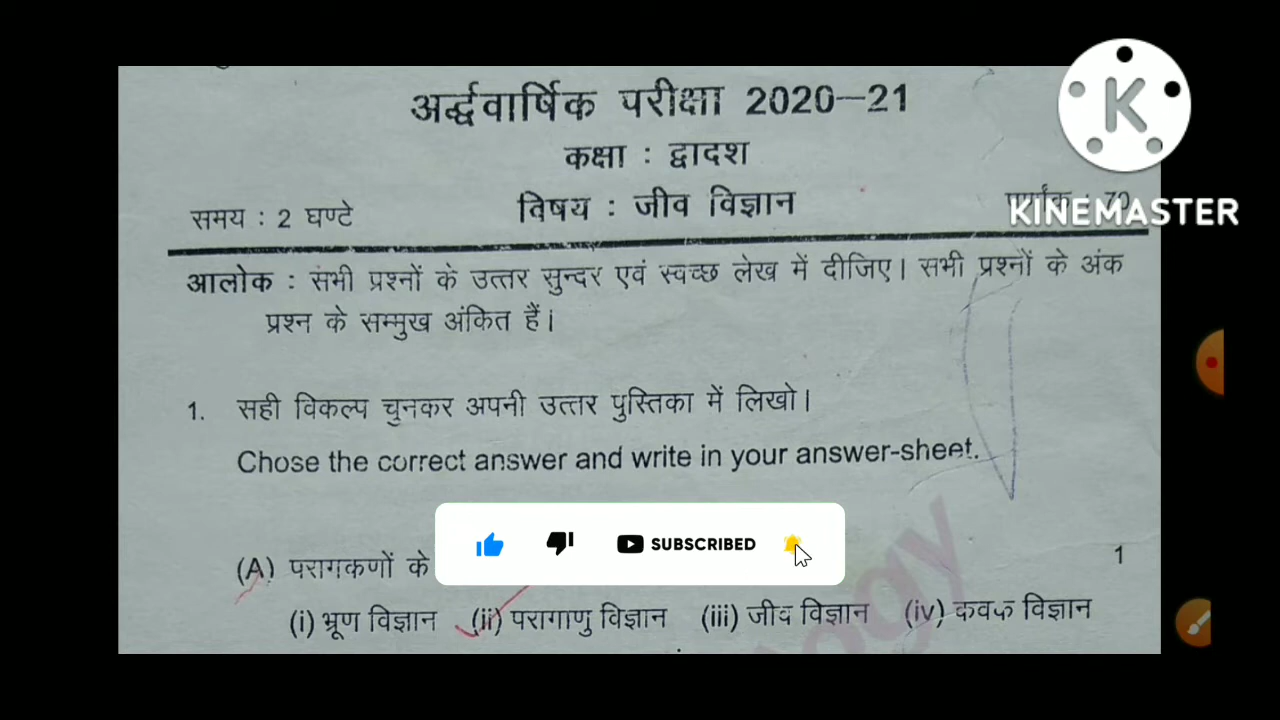 अर्द्धवार्षिक परीक्षा 2020-21
कक्षा : द्वादश
समय : 2 घण्टे विषय : जीव विज्ञान
KINEMASTER
आलोक : सभी प्रश्नों के उत्तर सुन्दर एवं स्वच्छ लेख में दीजिए। सभी प्रश्नों के अंक
प्रश्न के सम्मुख अंकित हैं।
1. सही विकल्प चुनकर अपनी उत्तर पुस्तिका में लिखो।
Chose the correct answer and write in your answer-sheet.
SUBSCRIBED
(A) परागकणों के 1
(i) भ्रूण विज्ञान (ii) परागाणु विज्ञान (iii) जीव विज्ञान (iv) कवक विज्ञान